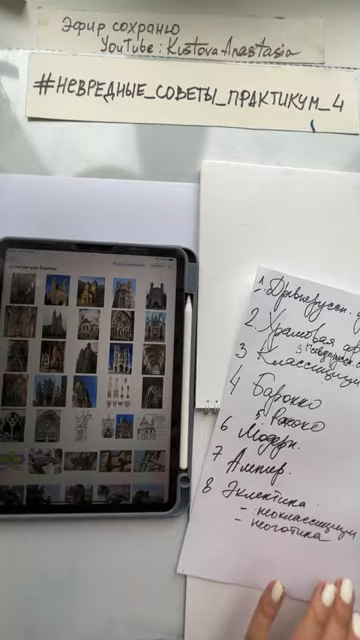 Эфир сохраню
YouTube: KustovaAnastasia
#НЕВРЕДНЫЕ_СОВЕТЫ_ПРАКТИКУМ_4
1. Древнерусск.
2. Храмовая
3 Классицизм
4 Барокко
5 Рококо
6 Модерн.
7 Ампир.
8 Эклектика.
- неоклассицизм
- неоготика